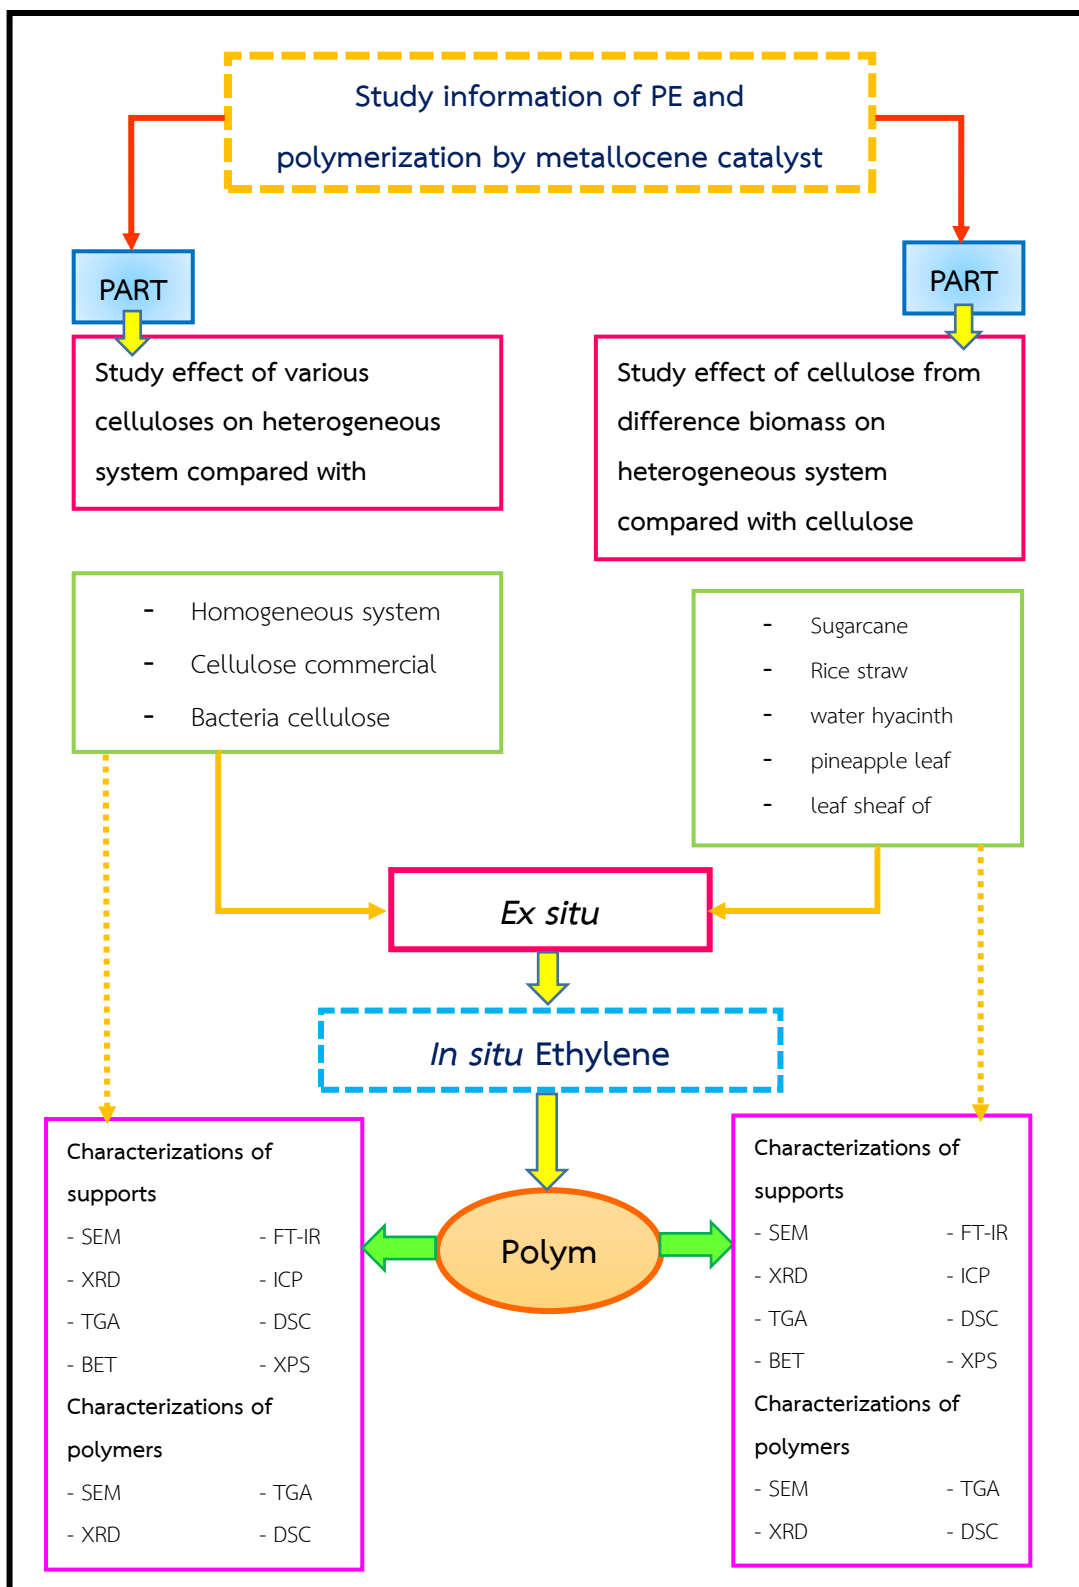 Study information of PE and
polymerization by metallocene catalyst
PART
PART
Study effect of various
celluloses on heterogeneous
system compared with
Study effect of cellulose from
difference biomass on
heterogeneous system
compared with cellulose
- Homogeneous system
- Cellulose commercial
- Bacteria cellulose
- Sugarcane
- Rice straw
- water hyacinth
- pineapple leaf
- leaf sheaf of
Ex situ
In situ Ethylene
Polym
Characterizations of
supports
- SEM - FT-IR
- XRD - ICP
- TGA - DSC
- BET - XPS
Characterizations of
polymers
- SEM - TGA
- XRD - DSC
Characterizations of
supports
- SEM - FT-IR
- XRD - ICP
- TGA - DSC
- BET - XPS
Characterizations of
polymers
- SEM - TGA
- XRD - DSC